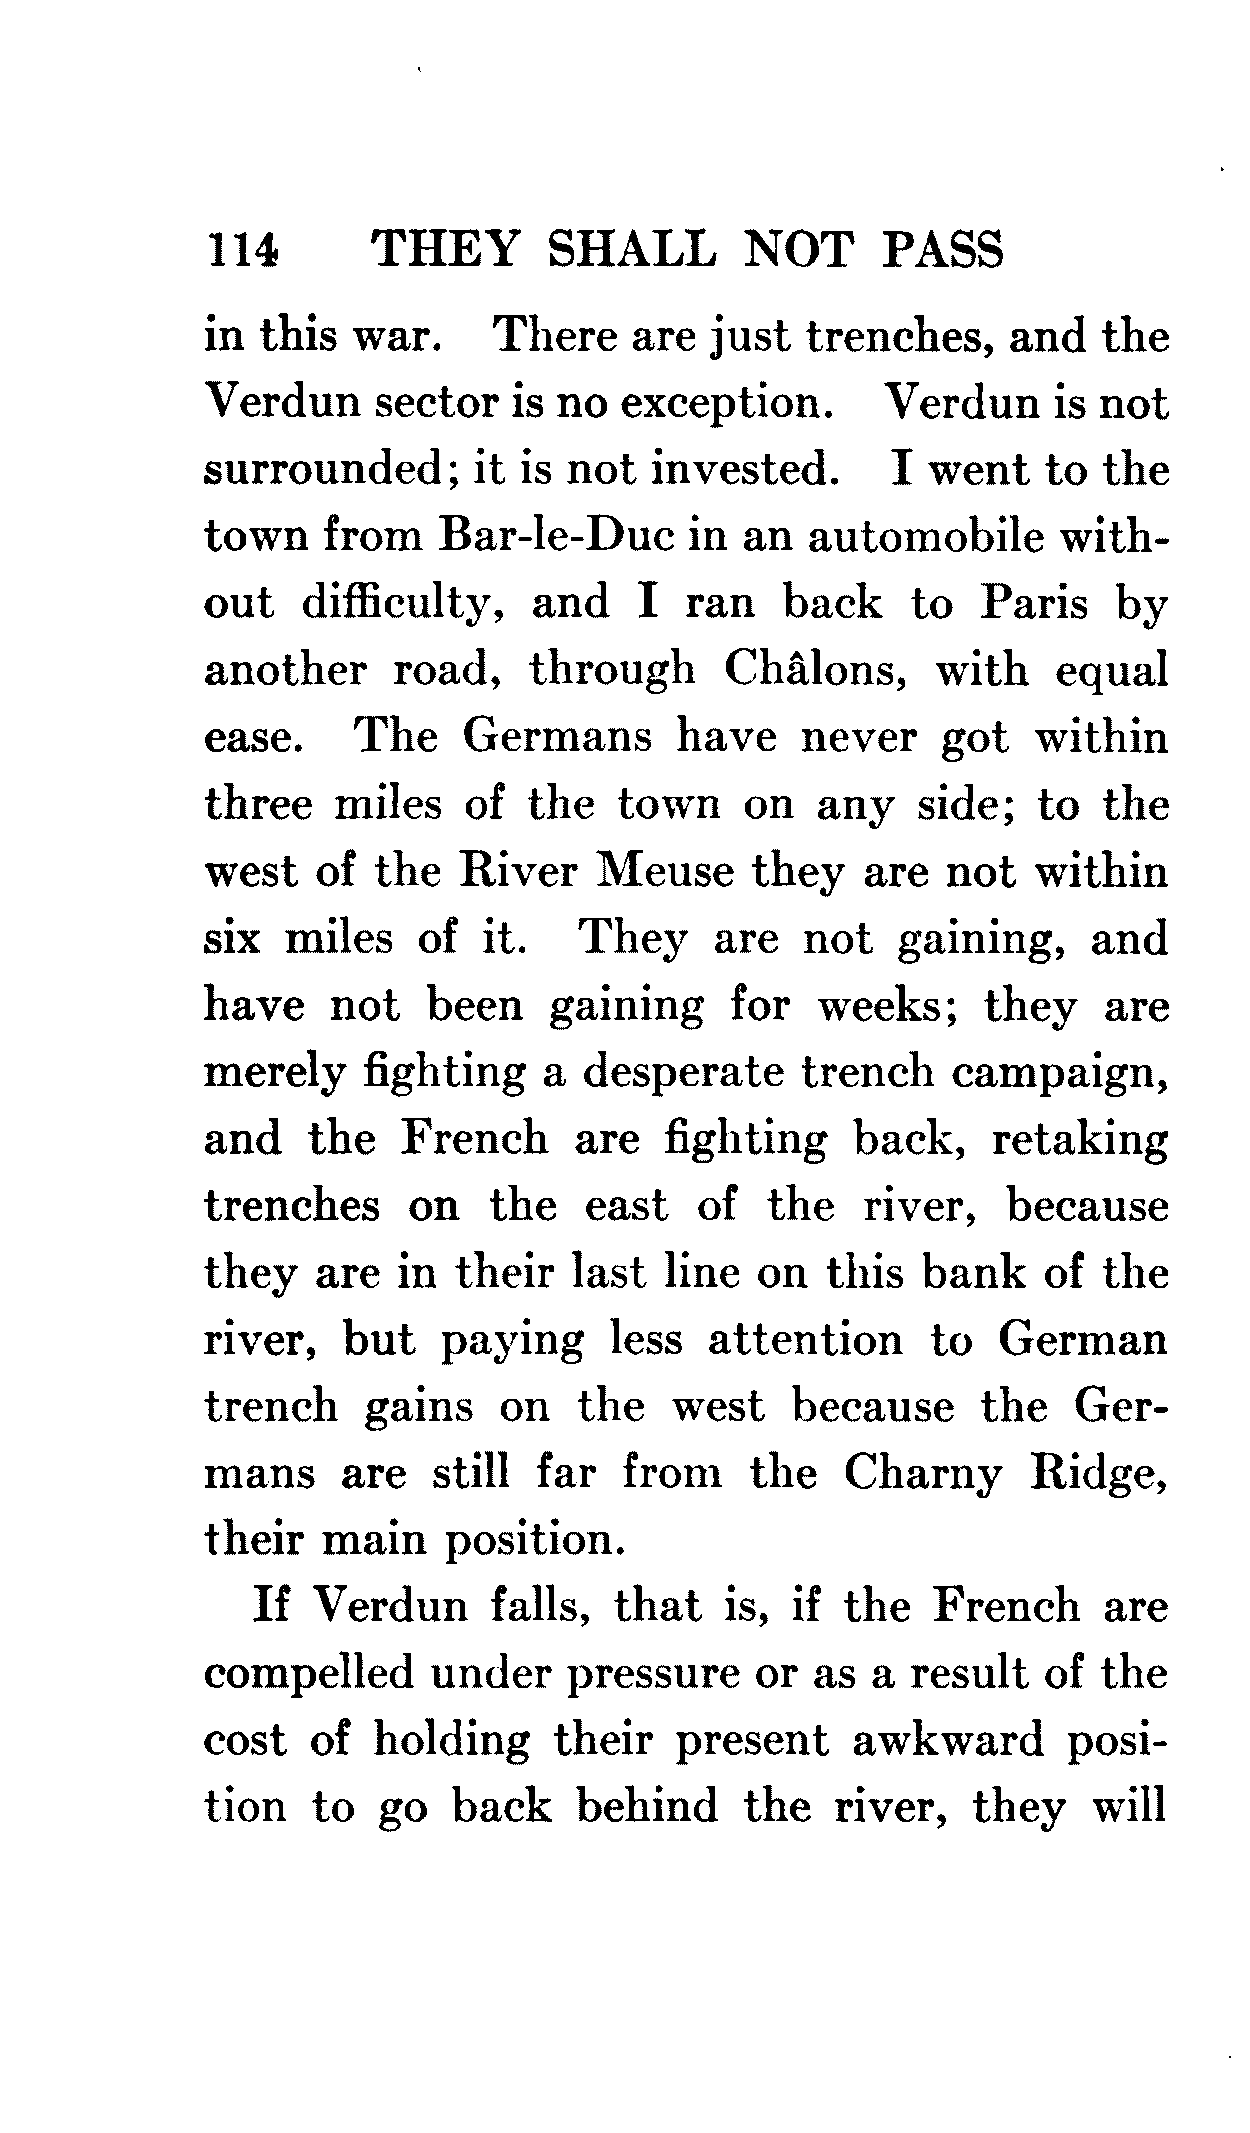 114 THEY SHALL NOT PASS
in this war. There are just trenches, and the
Verdun sector is no exception. Verdun is not
surrounded; it is not invested. I went to the
town from Bar-le-Duc in an automobile with-
out difficulty, and I ran back to Paris by
another road, through Châlons, with equal
ease. The Germans have never got within
three miles of the town on any side; to the
west of the River Meuse they are not within
six miles of it. They are not gaining, and
have not been gaining for weeks; they are
merely fighting a desperate trench campaign,
and the French are fighting back, retaking
trenches on the east of the river, because
they are in their last line on this bank of the
river, but paying less attention to German
trench gains on the west because the Ger-
mans are still far from the Charny Ridge,
their main position.
If Verdun falls, that is, if the French are
compelled under pressure or as a result of the
cost of holding their present awkward posi-
tion to go back behind the river, they will